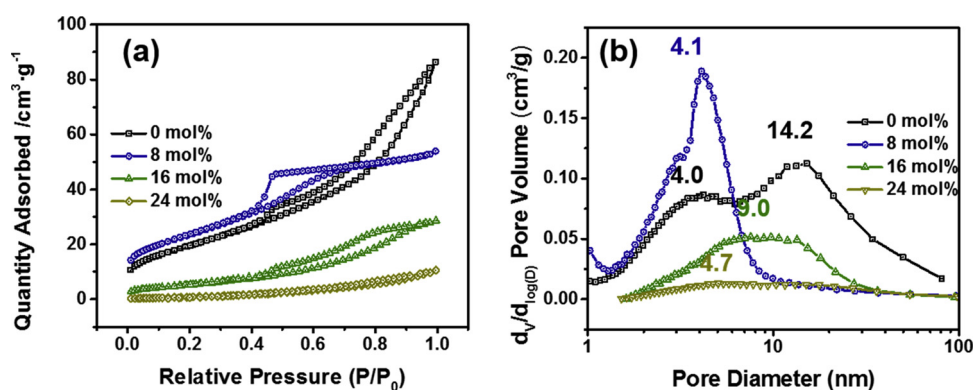 (a)
Quantity Adsorbed /cm³·g⁻¹
100
80
60
40
20
0
0 mol%
8 mol%
16 mol%
24 mol%
0.0 0.2 0.4 0.6 0.8 1.0
Relative Pressure (P/P₀)
(b)
dᵥ/d_log(D) Pore Volume (cm³/g)
0.20
0.15
0.10
0.05
0.00
4.1
14.2
4.0
9.0
4.7
0 mol%
8 mol%
16 mol%
24 mol%
1 10 100
Pore Diameter (nm)